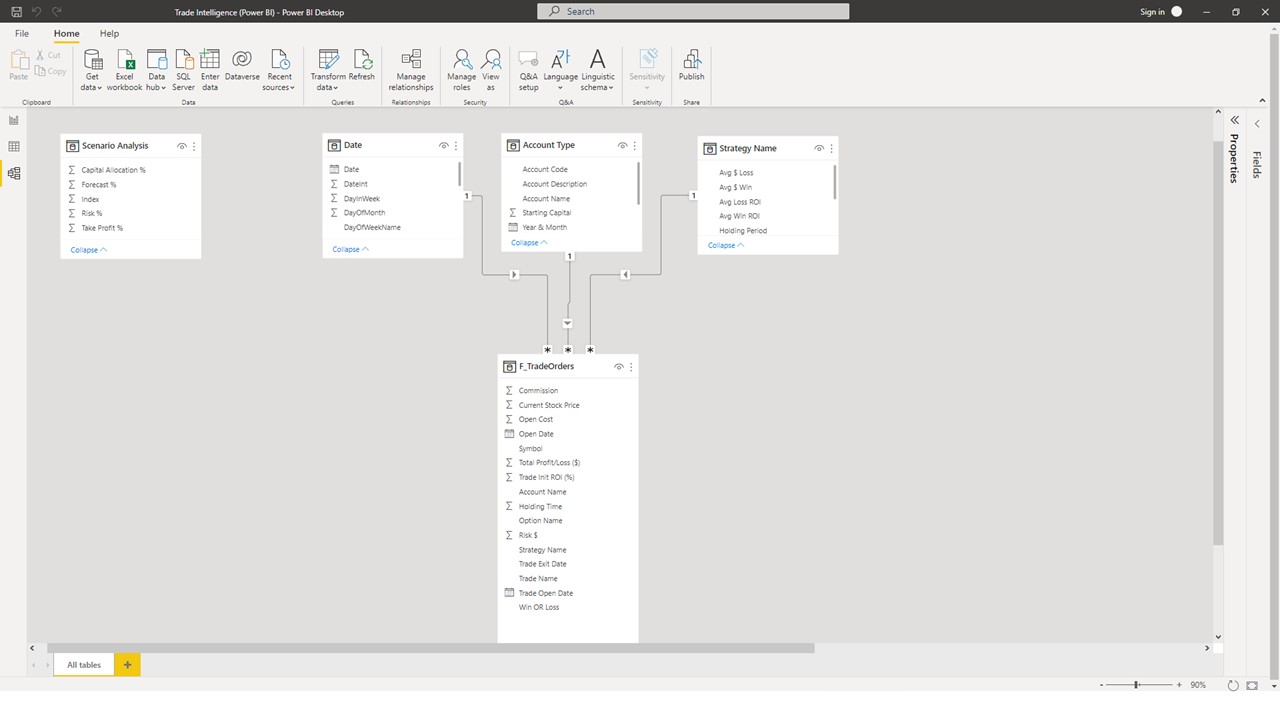 Trade Intelligence (Power BI) - Power BI Desktop
Search
Sign in
File Home Help
Paste
Cut
Copy
Get data
Excel workbook
Data hub
SQL Server
Enter data
Dataverse
Recent sources
Transform data
Refresh
Manage relationships
Manage roles
View as
Q&A setup
Language
Linguistic schema
Sensitivity
Publish
Clipboard
Data
Queries
Relationships
Security
Q&A
Sensitivity
Share
Scenario Analysis
Capital Allocation %
Forecast %
Index
Risk %
Take Profit %
Collapse
Date
Date
DateInt
DayInWeek
DayOfMonth
DayOfWeekName
Collapse
1
Account Type
Account Code
Account Description
Account Name
Starting Capital
Year & Month
Collapse
1
Strategy Name
Avg $ Loss
Avg $ Win
Avg Loss ROI
Avg Win ROI
Holding Period
Collapse
1
* * *
F_TradeOrders
Commission
Current Stock Price
Open Cost
Open Date
Symbol
Total Profit/Loss ($)
Trade Init ROI (%)
Account Name
Holding Time
Option Name
Risk $
Strategy Name
Trade Exit Date
Trade Name
Trade Open Date
Win OR Loss
Properties
Fields
All tables
+
- + 90%